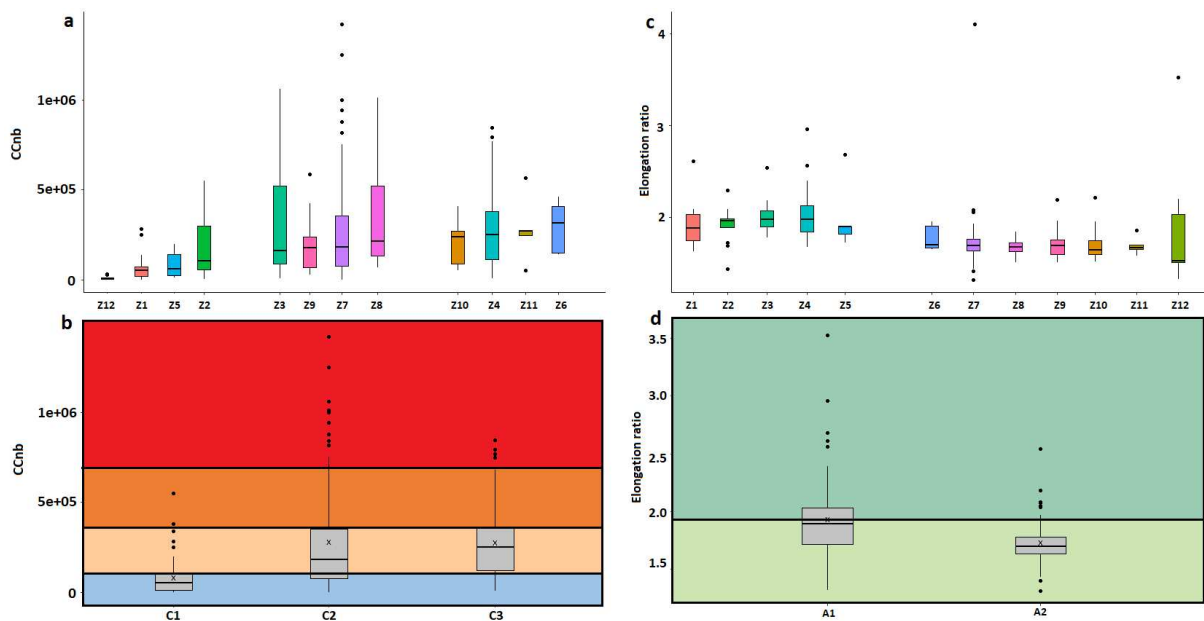 a
CCnb
1e+06
5e+05
0
Z12 Z1 Z5 Z2 Z3 Z9 Z7 Z8 Z10 Z4 Z11 Z6
c
Elongation ratio
4
3
2
Z1 Z2 Z3 Z4 Z5 Z6 Z7 Z8 Z9 Z10 Z11 Z12
b
CCnb
1e+06
5e+05
0
x x x
C1 C2 C3
d
Elongation ratio
3.5
3.0
2.5
2.0
1.5
x x
A1 A2